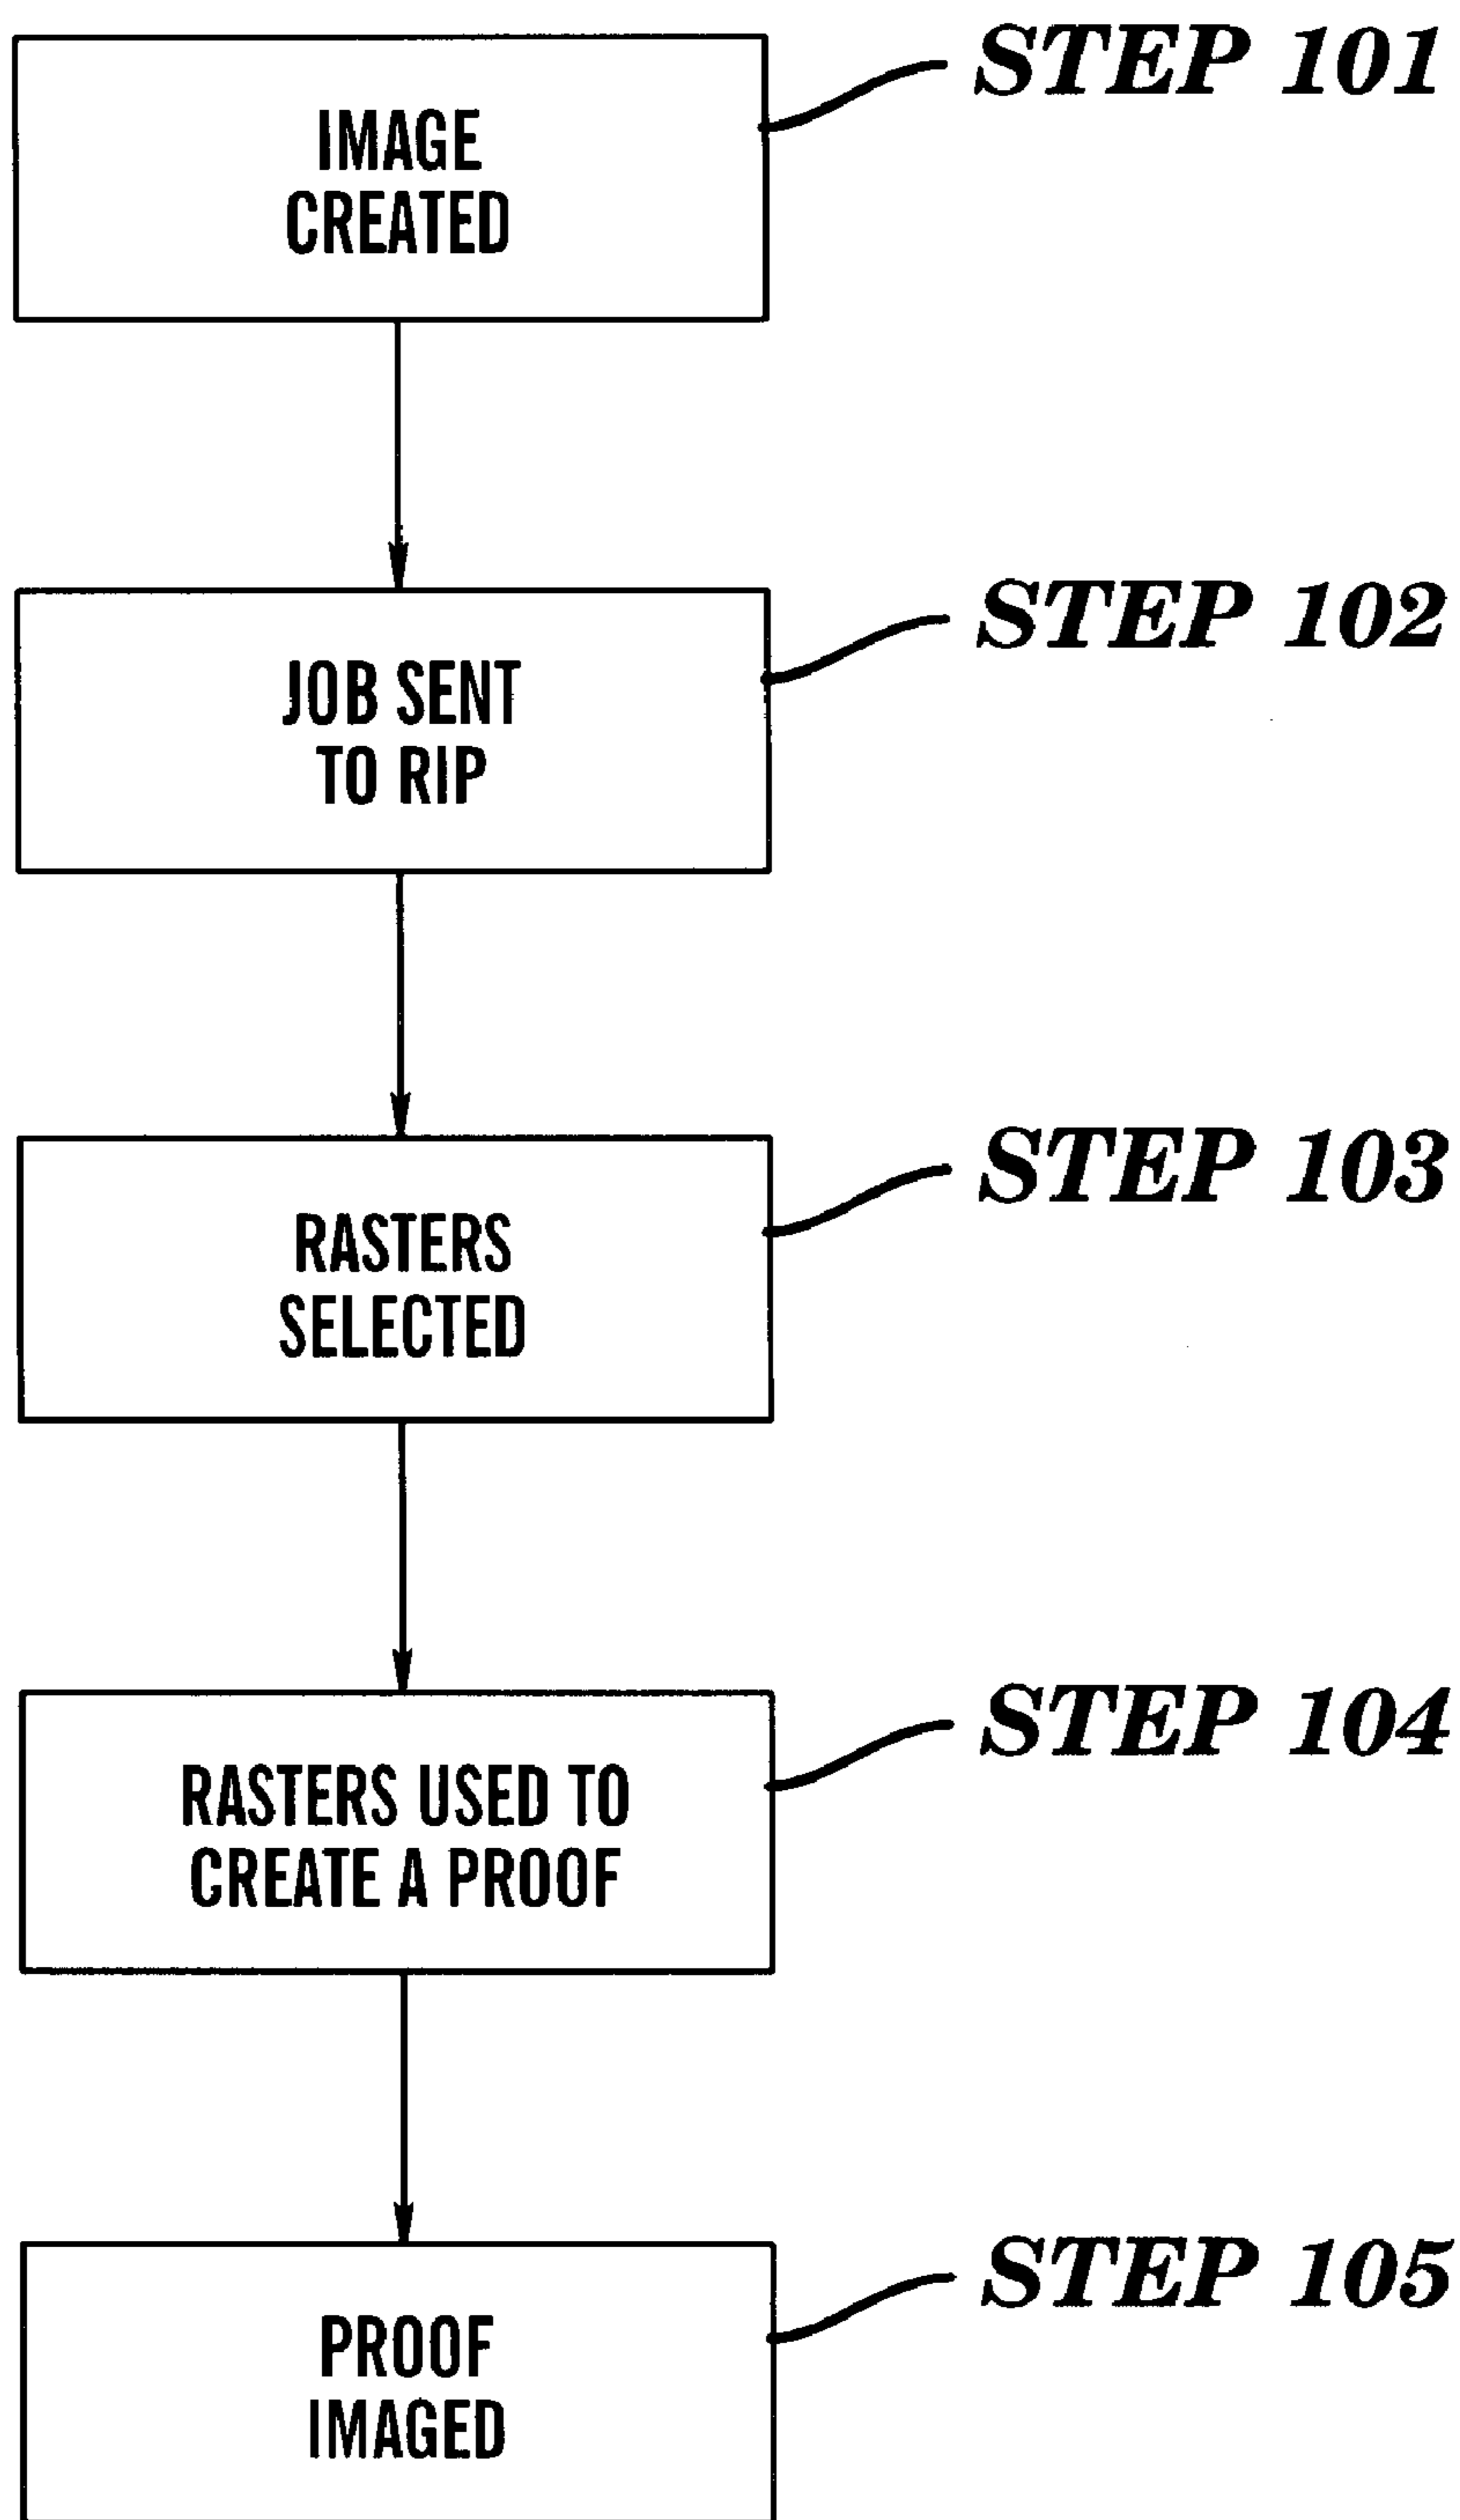 STEP 101
IMAGE
CREATED
STEP 102
JOB SENT
TO RIP
STEP 103
RASTERS
SELECTED
STEP 104
RASTERS USED TO
CREATE A PROOF
STEP 105
PROOF
IMAGED